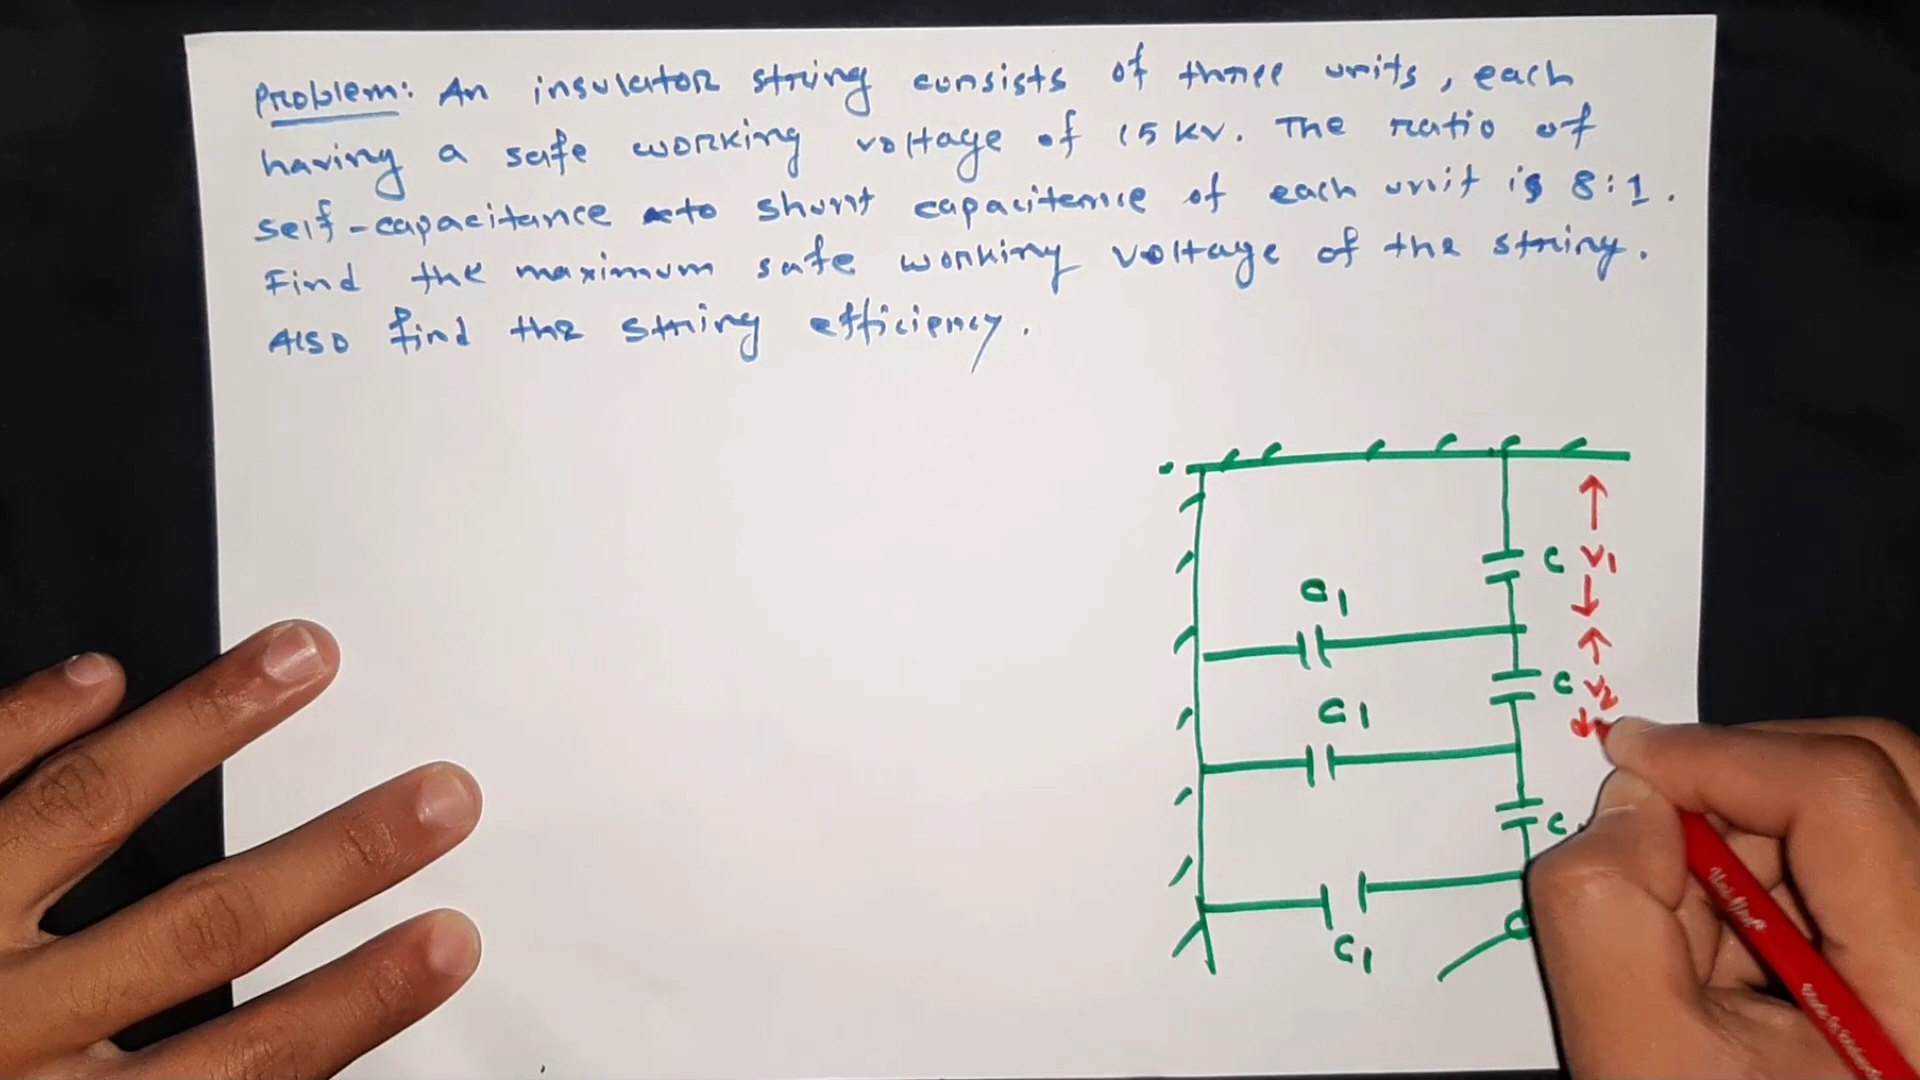 Problem: An insulator string consists of three units, each
having a safe working voltage of 15 kv. The ratio of
self-capacitance to shunt capacitance of each unit is 8:1.
Find the maximum safe working voltage of the string.
Also find the string efficiency.
C V1
C1
C V2
C1
C
C1